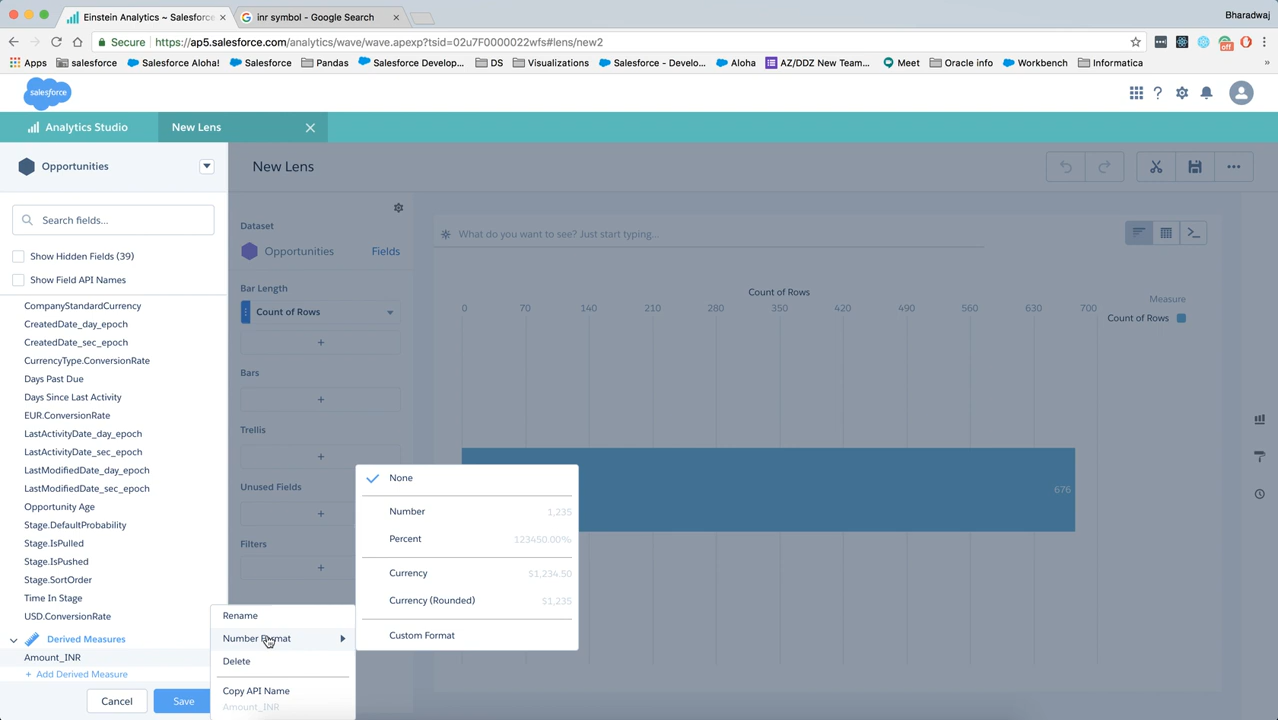 Einstein Analytics ~ Salesforce
inr symbol - Google Search
Bharadwaj
Secure
https://ap5.salesforce.com/analytics/wave/wave.apexp?tsid=02u7F0000022wfs#lens/new2
off
Apps
salesforce
Salesforce Aloha!
Salesforce
Pandas
Salesforce Develop...
DS
Visualizations
Salesforce - Develo...
Aloha
AZ/DDZ New Team...
Meet
Oracle info
Workbench
Informatica
»
salesforce
Analytics Studio
New Lens
Opportunities
New Lens
Search fields...
Show Hidden Fields (39)
Show Field API Names
CompanyStandardCurrency
CreatedDate_day_epoch
CreatedDate_sec_epoch
CurrencyType.ConversionRate
Days Past Due
Days Since Last Activity
EUR.ConversionRate
LastActivityDate_day_epoch
LastActivityDate_sec_epoch
LastModifiedDate_day_epoch
LastModifiedDate_sec_epoch
Opportunity Age
Stage.DefaultProbability
Stage.IsPulled
Stage.IsPushed
Stage.SortOrder
Time In Stage
USD.ConversionRate
Derived Measures
Amount_INR
+ Add Derived Measure
Cancel
Save
Dataset
Opportunities
Fields
Bar Length
Count of Rows
+
Bars
+
Trellis
+
Unused Fields
+
Filters
+
Rename
Number Format
Delete
Copy API Name
Amount_INR
None
Number 1,235
Percent 123450.00%
Currency $1,234.50
Currency (Rounded) $1,235
Custom Format
What do you want to see? Just start typing...
Count of Rows
0 70 140 210 280 350 420 490 560 630 700
Measure
Count of Rows
676